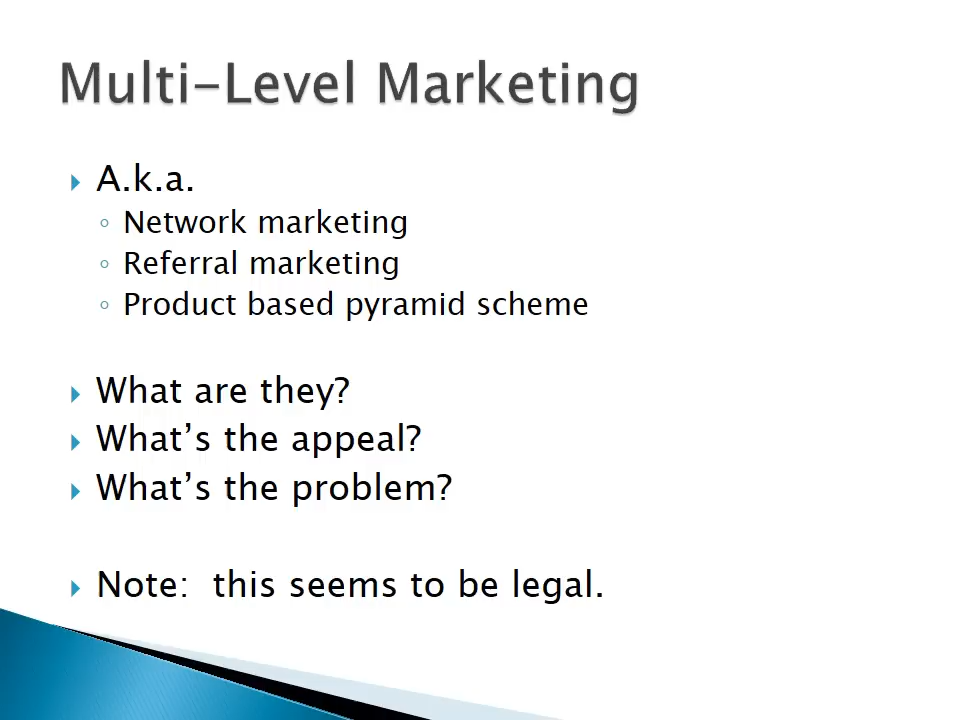 Multi-Level Marketing
A.k.a.
Network marketing
Referral marketing
Product based pyramid scheme
What are they?
What's the appeal?
What's the problem?
Note:  this seems to be legal.